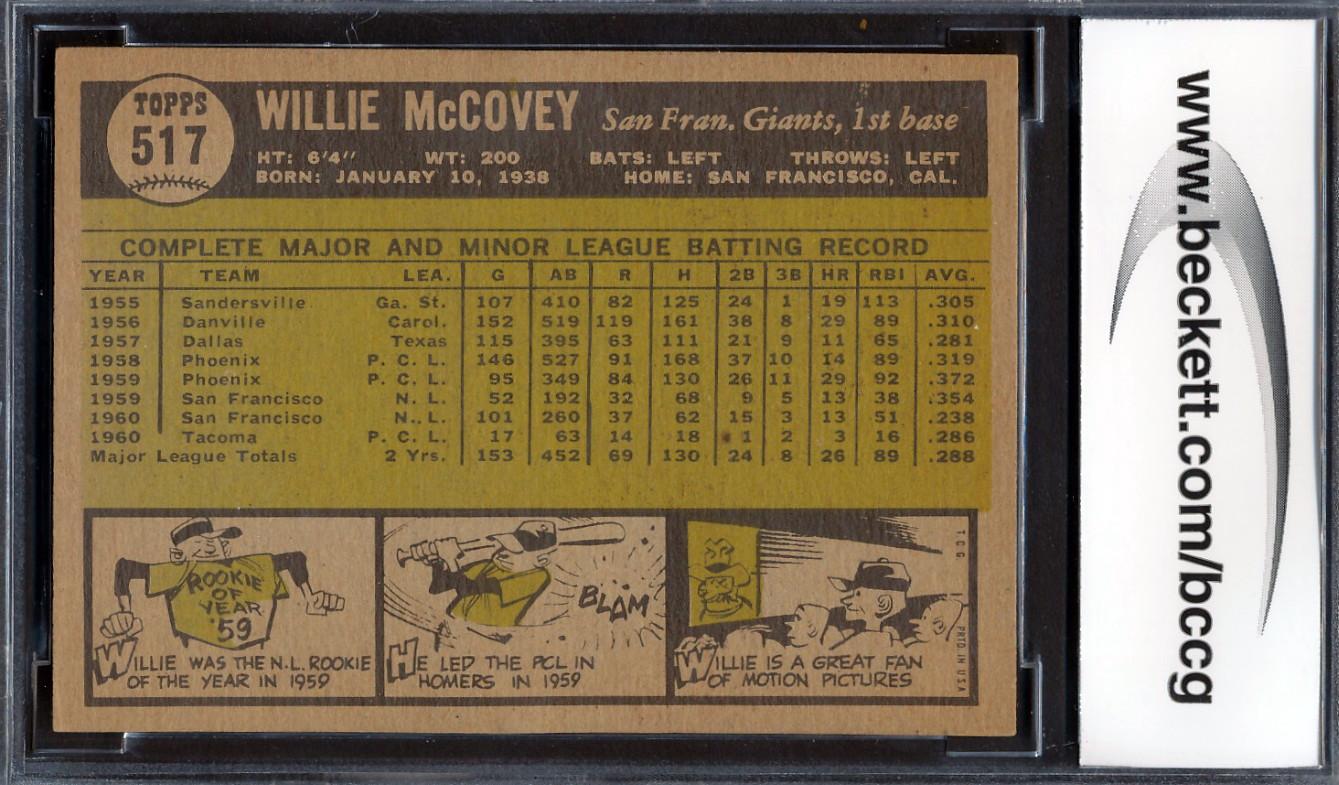 TOPPS
517
WILLIE McCOVEY San Fran. Giants, 1st base
HT: 6'4" WT: 200 BATS: LEFT THROWS: LEFT
BORN: JANUARY 10, 1938 HOME: SAN FRANCISCO, CAL.
COMPLETE MAJOR AND MINOR LEAGUE BATTING RECORD
YEAR TEAM LEA. G AB R H 2B 3B HR RBI AVG.
1955 Sandersville Ga. St. 107 410 82 125 24 1 19 113 .305
1956 Danville Carol. 152 519 119 161 38 8 29 89 .310
1957 Dallas Texas 115 395 63 111 21 9 11 65 .281
1958 Phoenix P. C. L. 146 527 91 168 37 10 14 89 .319
1959 Phoenix P. C. L. 95 349 84 130 26 11 29 92 .372
1959 San Francisco N. L. 52 192 32 68 9 5 13 38 .354
1960 San Francisco N. L. 101 260 37 62 15 3 13 51 .238
1960 Tacoma P. C. L. 17 63 14 18 1 2 3 16 .286
Major League Totals 2 Yrs. 153 452 69 130 24 8 26 89 .288
ROOKIE
OF
YEAR
'59
WILLIE WAS THE N.L. ROOKIE
OF THE YEAR IN 1959
BLAM
HE LED THE PCL IN
HOMERS IN 1959
WILLIE IS A GREAT FAN
OF MOTION PICTURES
T.C.G. PRTD. IN U.S.A.
www.beckett.com/bccg